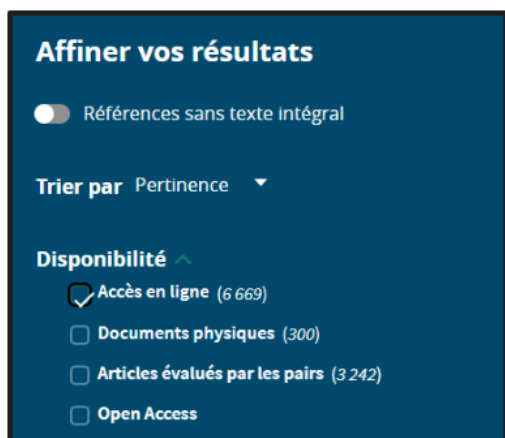 Affiner vos résultats
Références sans texte intégral
Trier par Pertinence
Disponibilité
Accès en ligne (6 669)
Documents physiques (300)
Articles évalués par les pairs (3 242)
Open Access